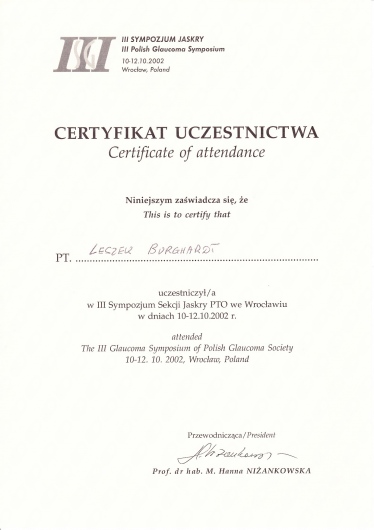 III SYMPOZJUM JASKRY
III Polish Glaucoma Symposium
10-12.10.2002
Wrocław, Poland
CERTYFIKAT UCZESTNICTWA
Certificate of attendance
Niniejszym zaświadcza się, że
This is to certify that
PT. LESZEK BURGHARDT
uczestniczył/a
w III Sympozjum Sekcji Jaskry PTO we Wrocławiu
w dniach 10-12.10.2002 r.
attended
The III Glaucoma Symposium of Polish Glaucoma Society
10-12. 10. 2002, Wrocław, Poland
Przewodnicząca/President
Prof. dr hab. M. Hanna NIŻANKOWSKA